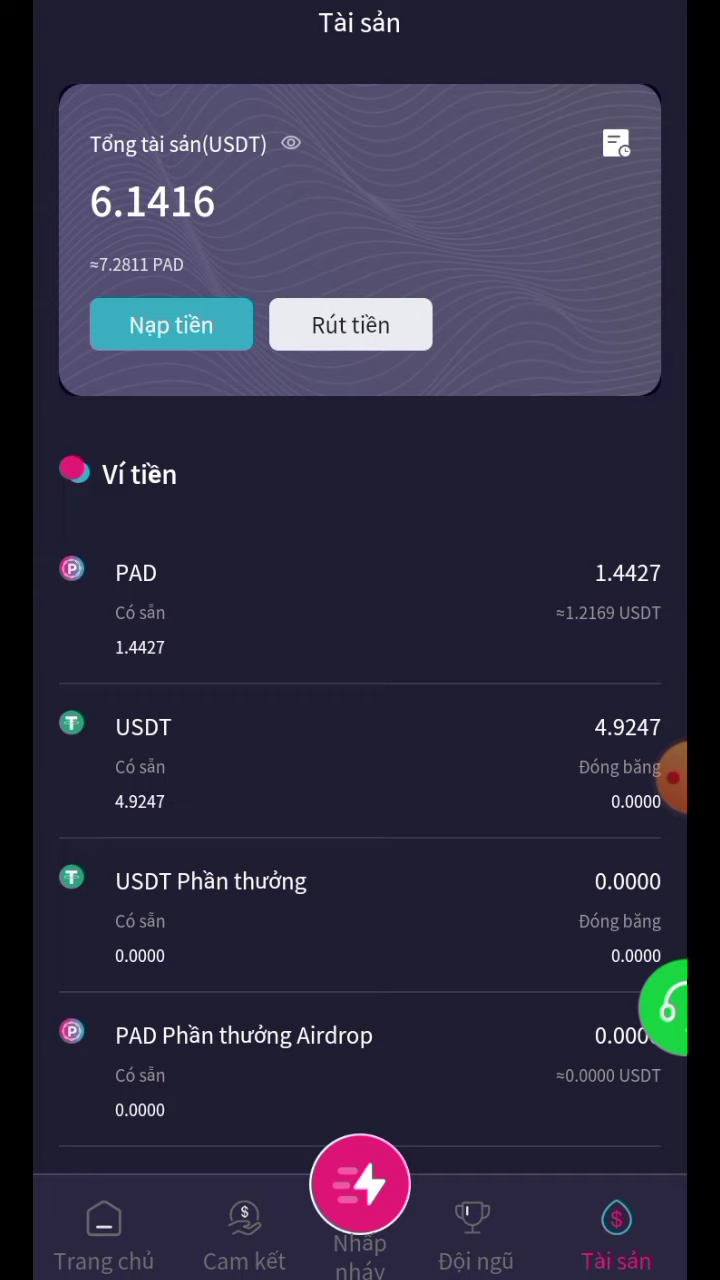 Tài sản
Tổng tài sản(USDT)
6.1416
≈7.2811 PAD
Nạp tiền
Rút tiền
Ví tiền
PAD
1.4427
Có sẵn
≈1.2169 USDT
1.4427
USDT
4.9247
Có sẵn
Đóng băng
4.9247
0.0000
USDT Phần thưởng
0.0000
Có sẵn
Đóng băng
0.0000
0.0000
PAD Phần thưởng Airdrop
0.000
Có sẵn
≈0.0000 USDT
0.0000
Trang chủ
Cam kết
Nhấp
nháy
Đội ngũ
Tài sản